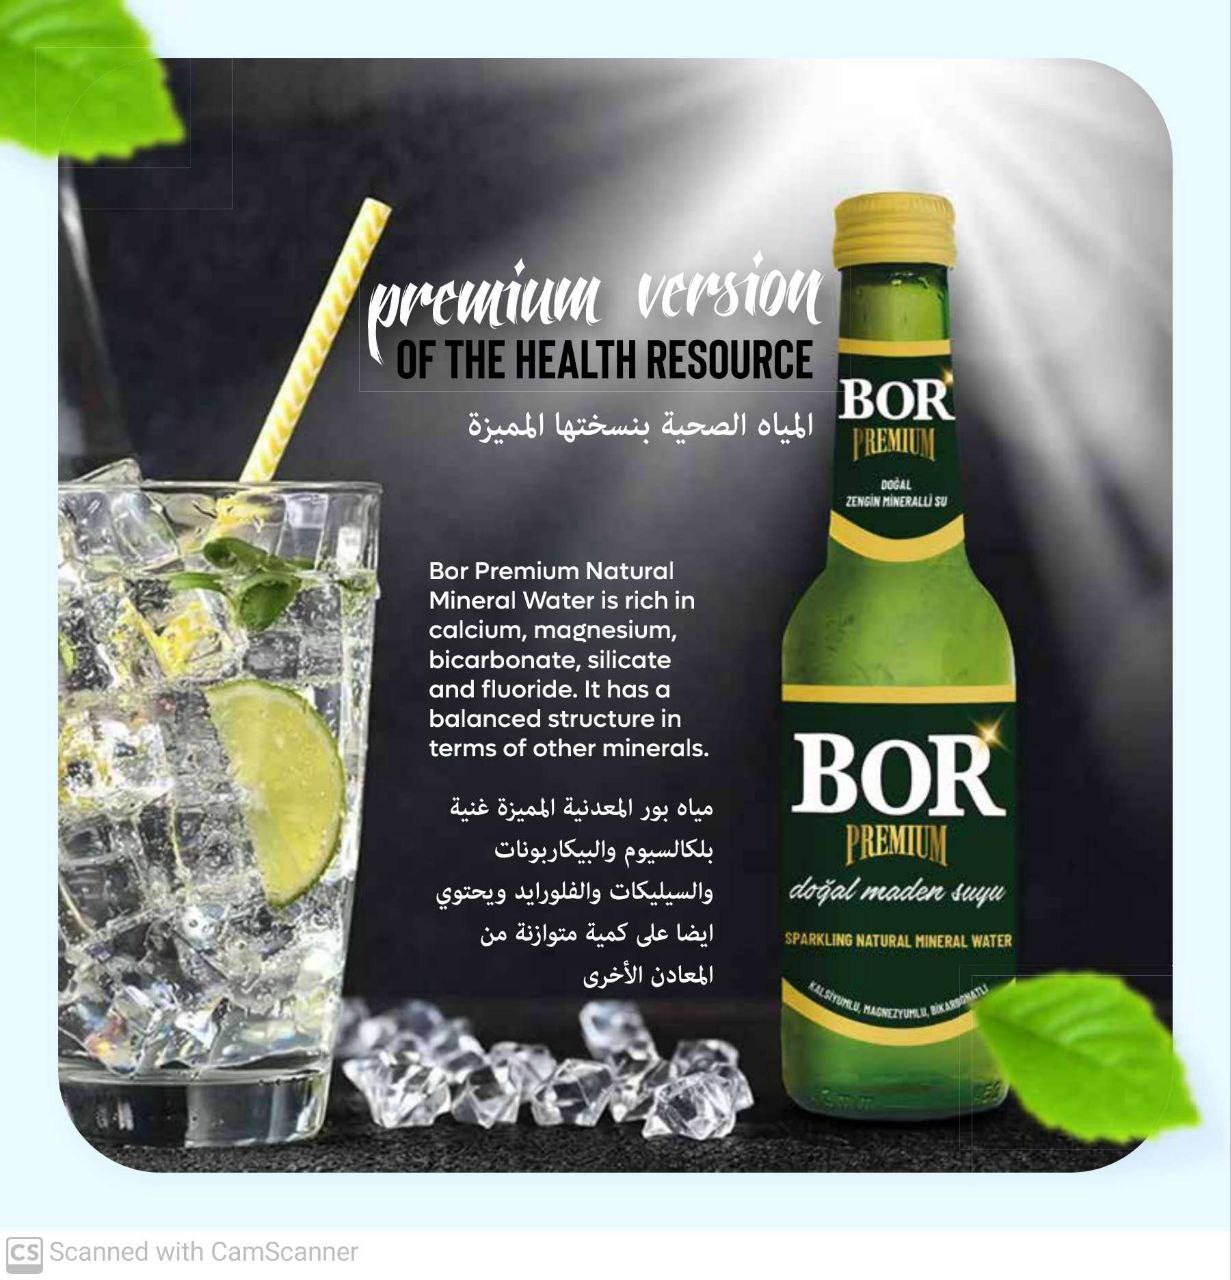 premium version
OF THE HEALTH RESOURCE
المياه الصحية بنسختها المميزة
Bor Premium Natural
Mineral Water is rich in
calcium, magnesium,
bicarbonate, silicate
and fluoride. It has a
balanced structure in
terms of other minerals.
مياه بور المعدنية المميزة غنية
بلكالسيوم والبيكاربونات
والسيليكات والفلورايد ويحتوي
ايضا على كمية متوازنة من
المعادن الأخرى
BOR
PREMIUM
DOĞAL
ZENGİN MİNERALLİ SU
BOR
PREMIUM
doğal maden suyu
SPARKLING NATURAL MINERAL WATER
KALSİYUMLU, MAGNEZYUMLU, BİKARBONATLI
CS Scanned with CamScanner